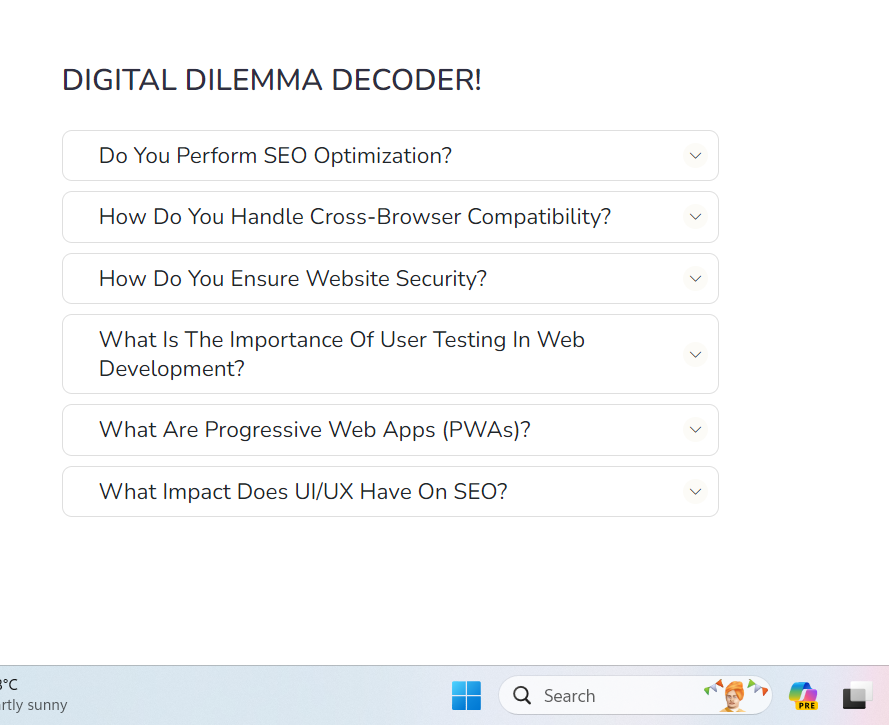 DIGITAL DILEMMA DECODER!
Do You Perform SEO Optimization?
How Do You Handle Cross-Browser Compatibility?
How Do You Ensure Website Security?
What Is The Importance Of User Testing In Web
Development?
What Are Progressive Web Apps (PWAs)?
What Impact Does UI/UX Have On SEO?
°C
rtly sunny
Search
PRE